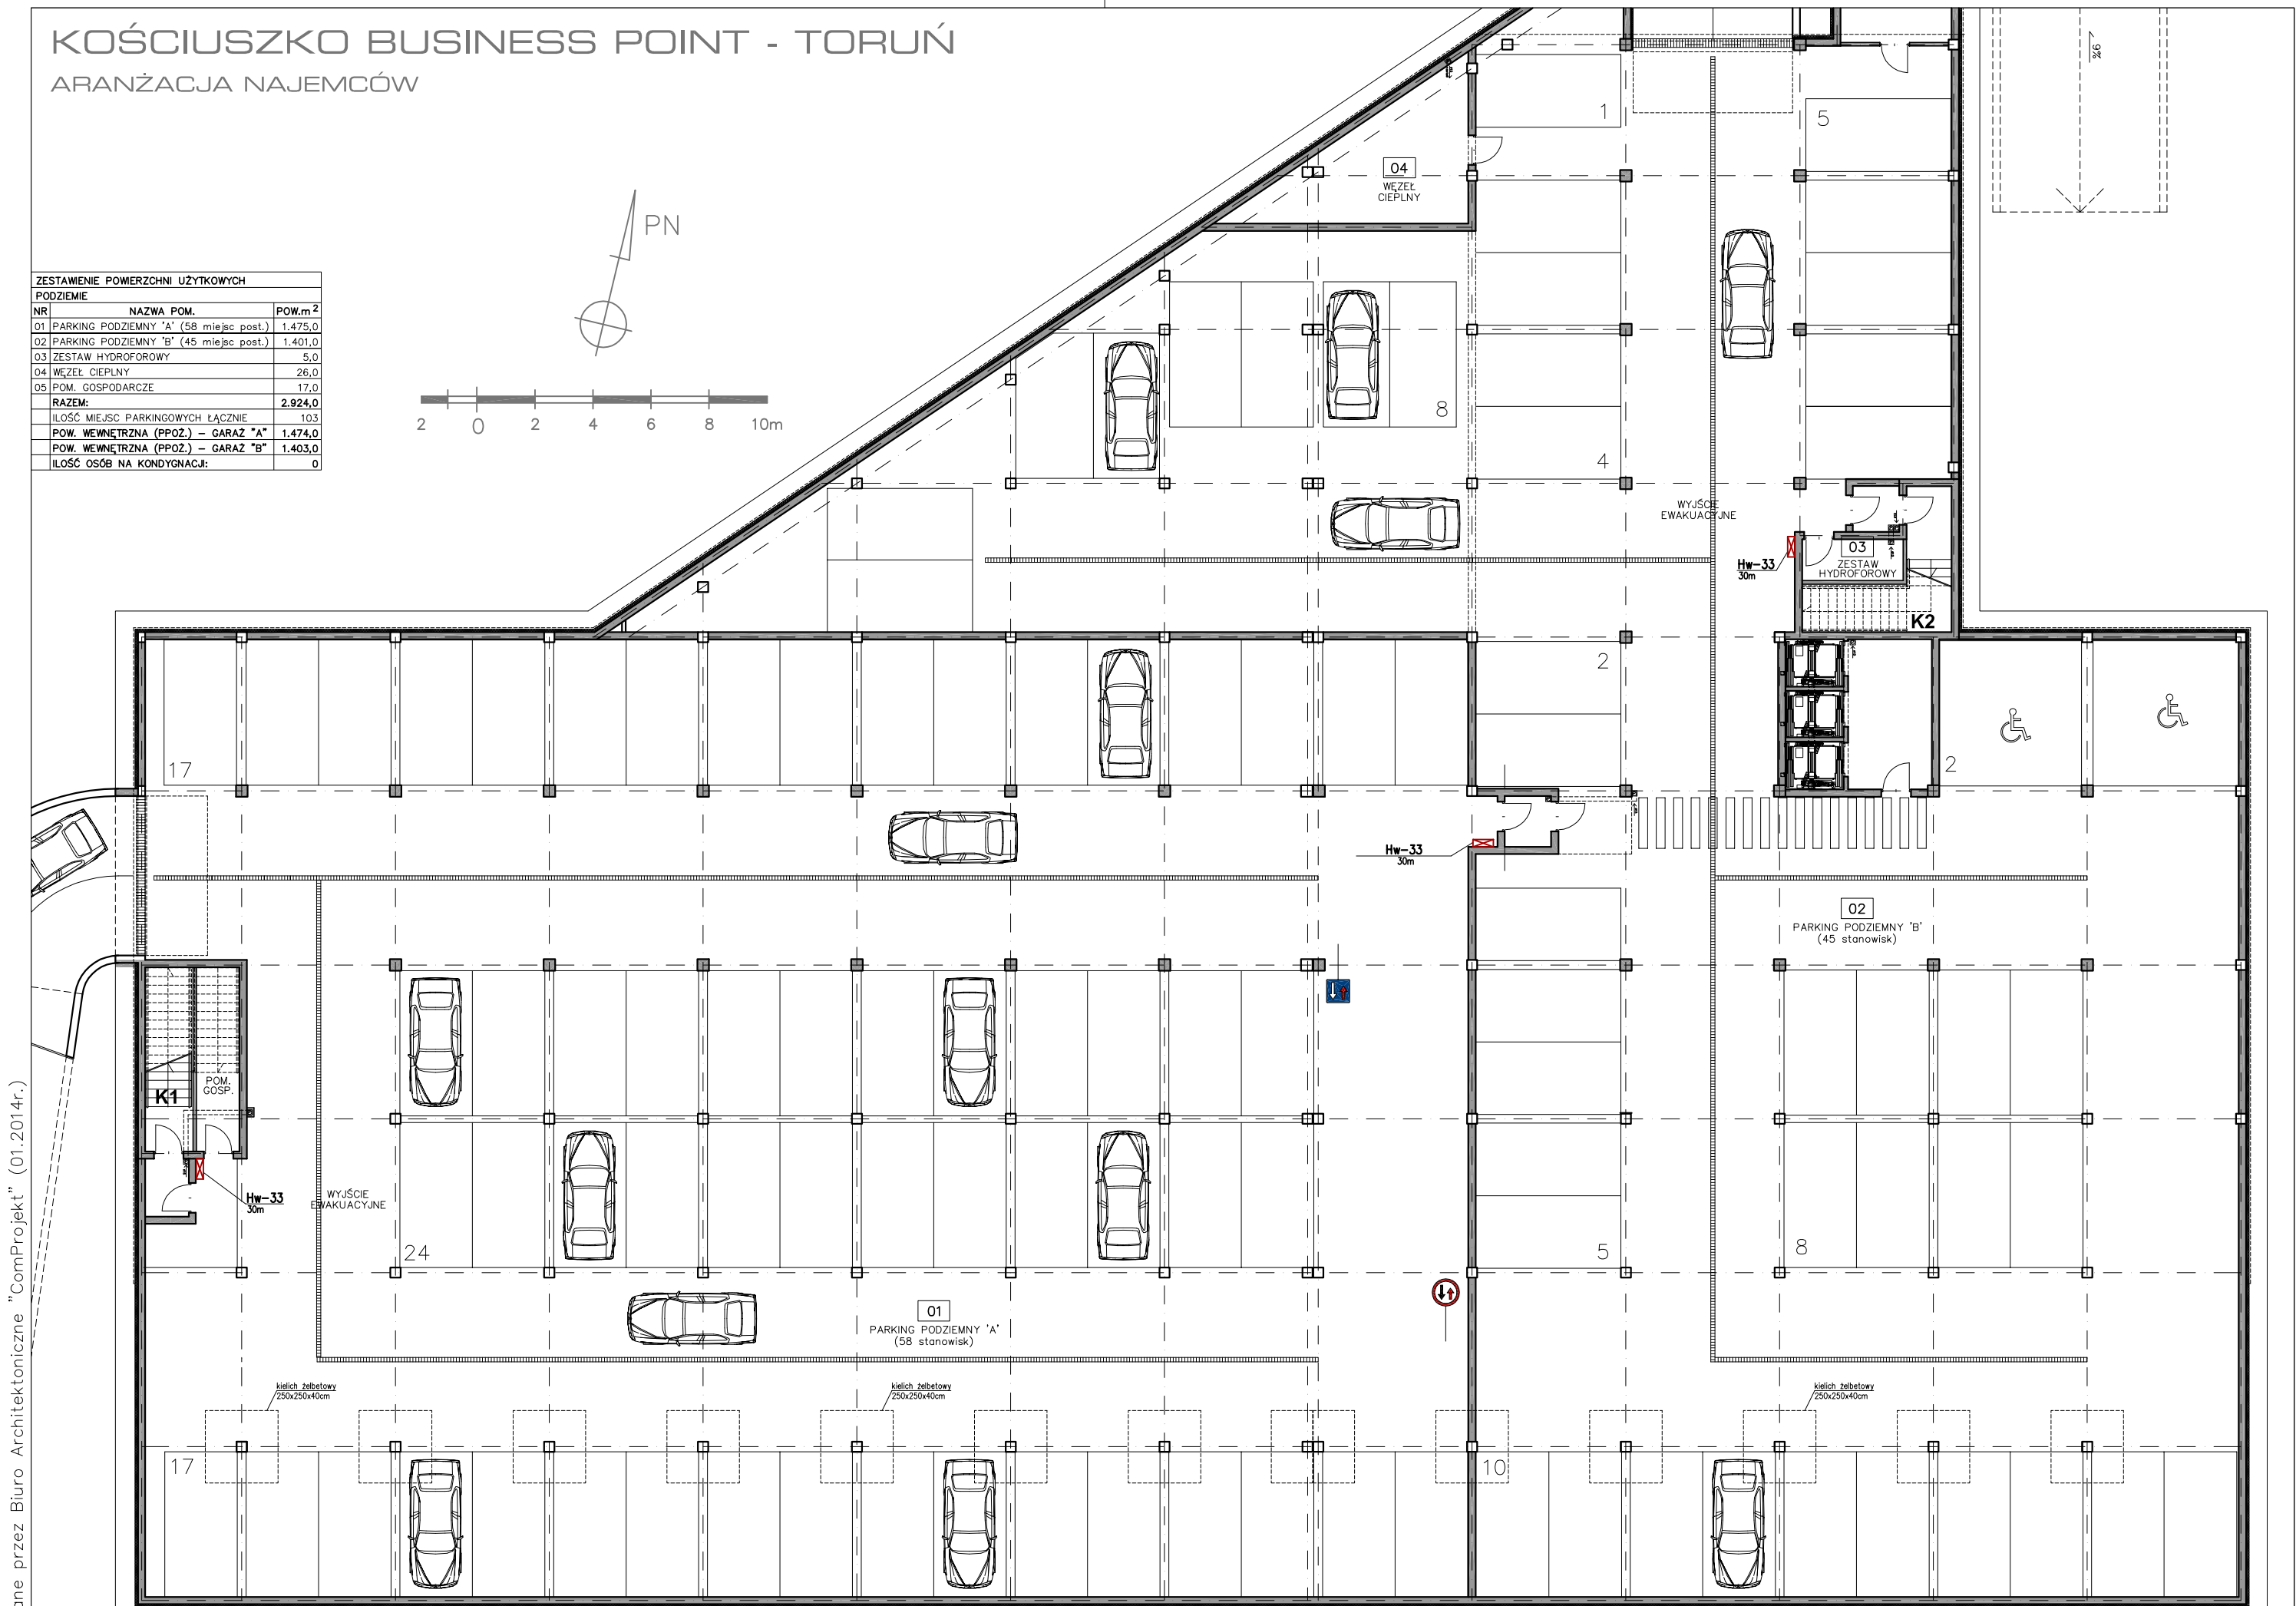 KOŚCIUSZKO BUSINESS POINT - TORUŃ
ARANŻACJA NAJEMCÓW
9%
PN
ZESTAWIENIE POWIERZCHNI UŻYTKOWYCH
PODZIEMIE
NR NAZWA POM. POW.m²
01 PARKING PODZIEMNY 'A' (58 miejsc post.) 1.475,0
02 PARKING PODZIEMNY 'B' (45 miejsc post.) 1.401,0
03 ZESTAW HYDROFOROWY 5,0
04 WĘZEŁ CIEPLNY 26,0
05 POM. GOSPODARCZE 17,0
RAZEM: 2.924,0
ILOŚĆ MIEJSC PARKINGOWYCH ŁĄCZNIE 103
POW. WEWNĘTRZNA (PPOŻ.) – GARAŻ "A" 1.474,0
POW. WEWNĘTRZNA (PPOŻ.) – GARAŻ "B" 1.403,0
ILOŚĆ OSÓB NA KONDYGNACJI: 0
2 0 2 4 6 8 10m
1
5
04
WĘZEŁ
CIEPLNY
8
4
WYJŚCIE
EWAKUACYJNE
Hw-33
30m
03
ZESTAW
HYDROFOROWY
K2
2
2
17
Hw-33
30m
02
PARKING PODZIEMNY 'B'
(45 stanowisk)
POM.
GOSP.
K1
Hw-33
30m
WYJŚCIE
EWAKUACYJNE
24
5
8
01
PARKING PODZIEMNY 'A'
(58 stanowisk)
kielich żelbetowy
250x250x40cm
kielich żelbetowy
250x250x40cm
kielich żelbetowy
250x250x40cm
17
10
przez Biuro Architektoniczne "ComProjekt" (01.2014r.)